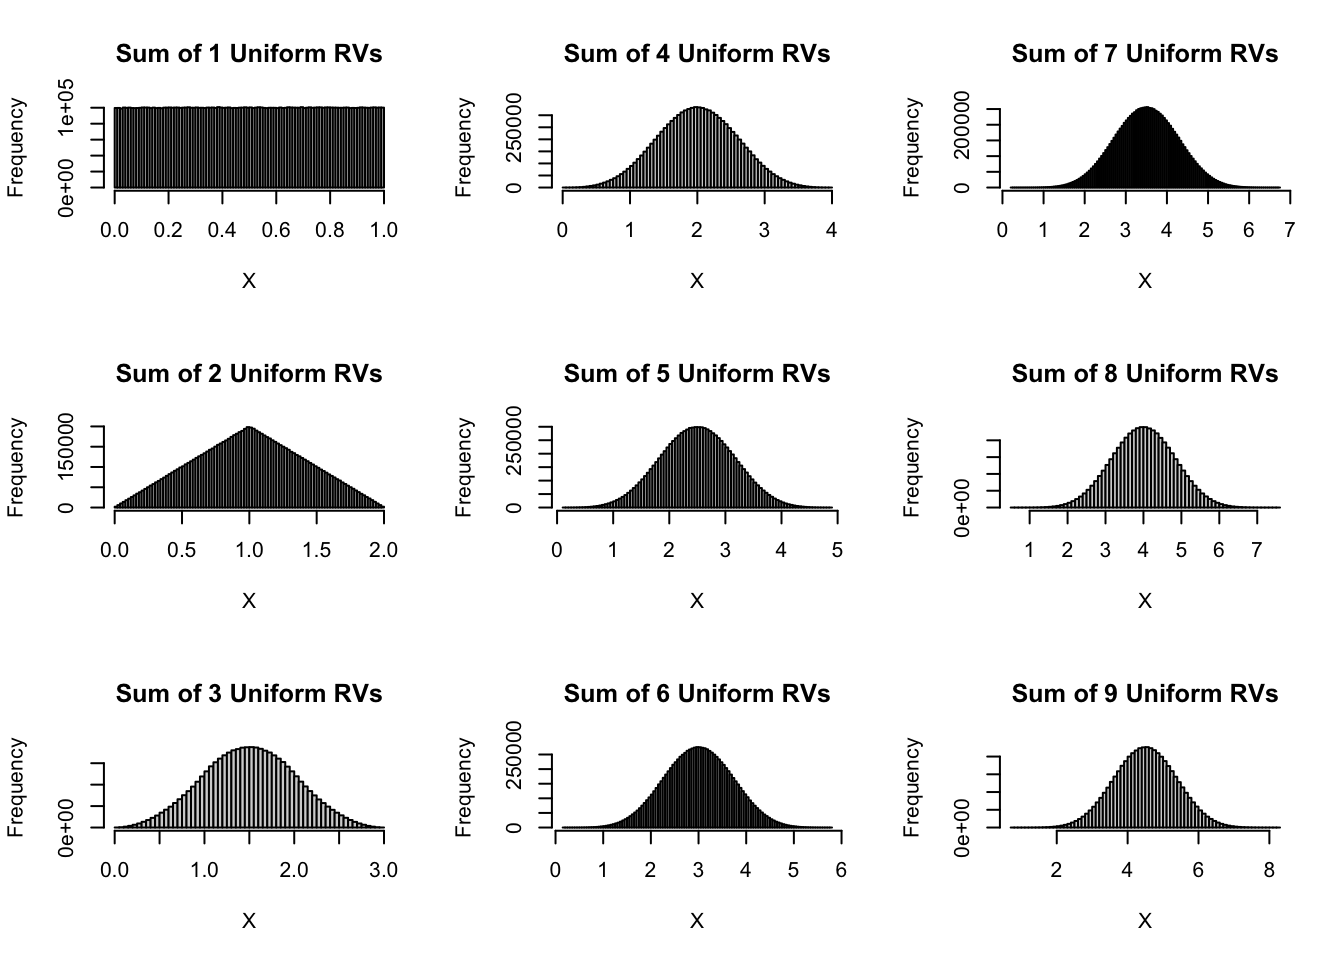 Sum of 1 Uniform RVs
Frequency
0e+00 1e+05
0.0 0.2 0.4 0.6 0.8 1.0
X
Sum of 4 Uniform RVs
Frequency
0 250000
0 1 2 3 4
X
Sum of 7 Uniform RVs
Frequency
0 200000
0 1 2 3 4 5 6 7
X
Sum of 2 Uniform RVs
Frequency
0 150000
0.0 0.5 1.0 1.5 2.0
X
Sum of 5 Uniform RVs
Frequency
0 250000
0 1 2 3 4 5
X
Sum of 8 Uniform RVs
Frequency
0e+00
1 2 3 4 5 6 7
X
Sum of 3 Uniform RVs
Frequency
0e+00
0.0 1.0 2.0 3.0
X
Sum of 6 Uniform RVs
Frequency
0 250000
0 1 2 3 4 5 6
X
Sum of 9 Uniform RVs
Frequency
0e+00
2 4 6 8
X